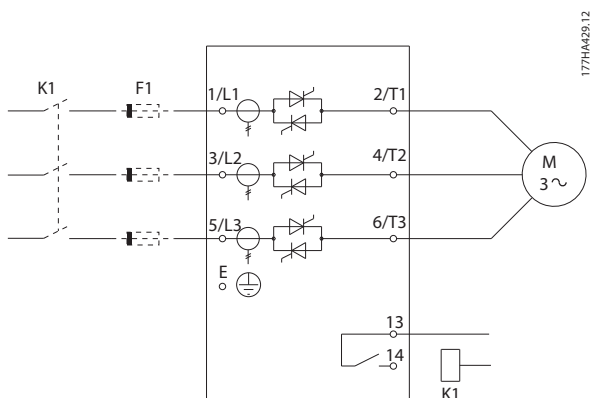 177HA429.12
K1
F1
1/L1
2/T1
3/L2
4/T2
M
3~
5/L3
6/T3
E
13
14
K1